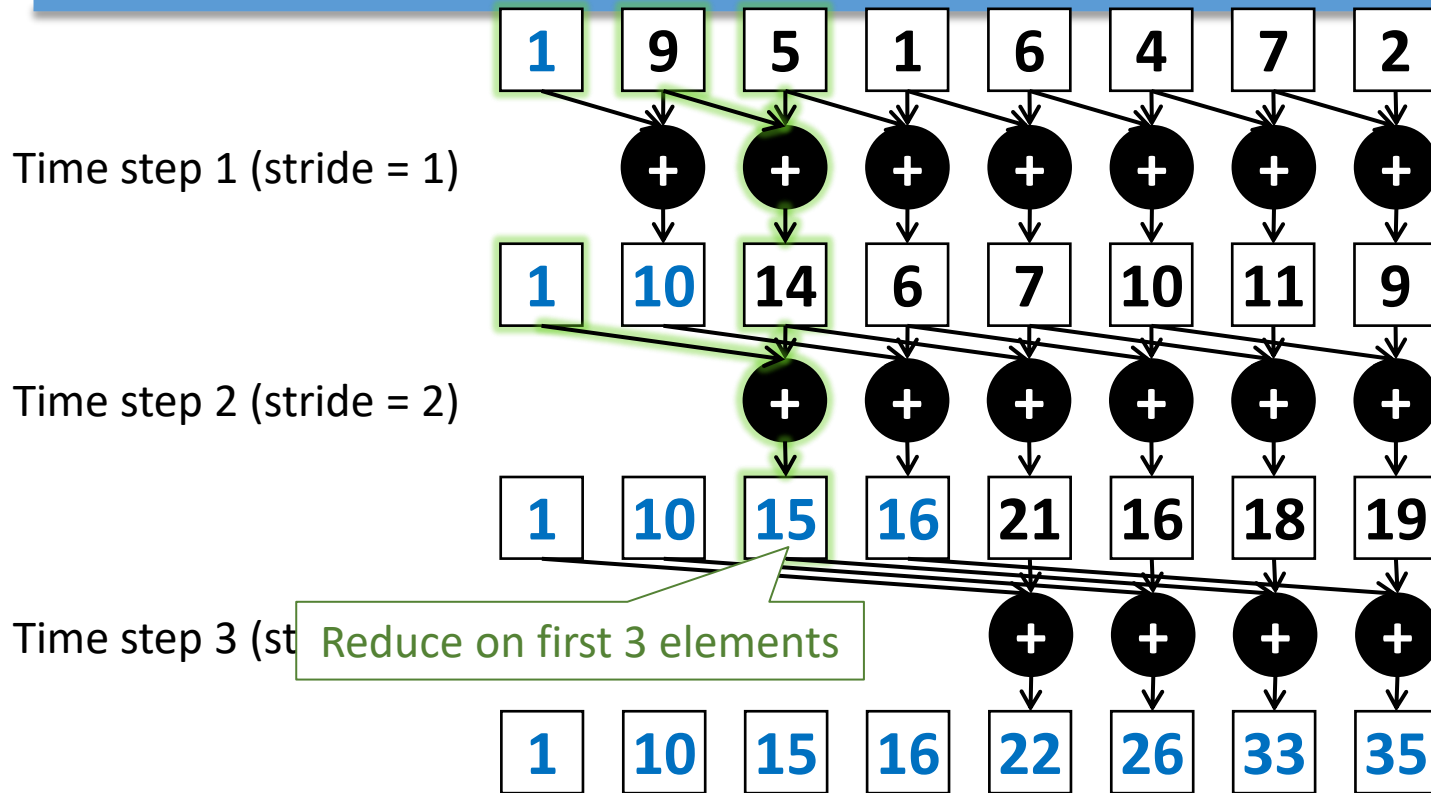 1 9 5 1 6 4 7 2
Time step 1 (stride = 1) + + + + + + +
1 10 14 6 7 10 11 9
Time step 2 (stride = 2) + + + + + +
1 10 15 16 21 16 18 19
Time step 3 (st Reduce on first 3 elements + + + +
1 10 15 16 22 26 33 35